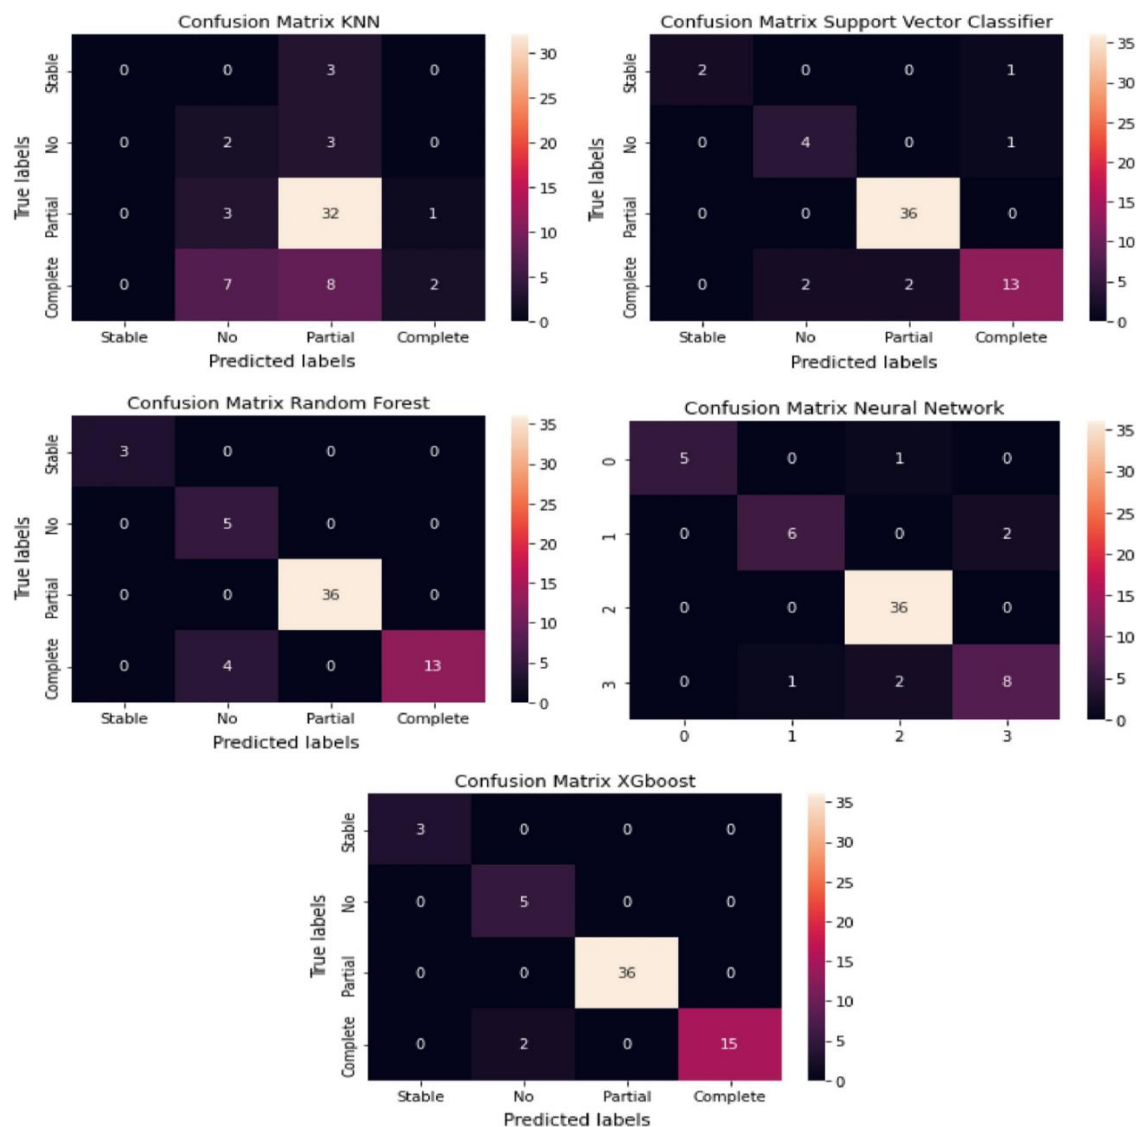 Confusion Matrix KNN
True labels
Stable 0 0 3 0
No 0 2 3 0
Partial 0 3 32 1
Complete 0 7 8 2
Stable No Partial Complete
Predicted labels
30
25
20
15
10
5
0
Confusion Matrix Support Vector Classifier
True labels
Stable 2 0 0 1
No 0 4 0 1
Partial 0 0 36 0
Complete 0 2 2 13
Stable No Partial Complete
Predicted labels
35
30
25
20
15
10
5
0
Confusion Matrix Random Forest
True labels
Stable 3 0 0 0
No 0 5 0 0
Partial 0 0 36 0
Complete 0 4 0 13
Stable No Partial Complete
Predicted labels
35
30
25
20
15
10
5
0
Confusion Matrix Neural Network
0 5 0 1 0
1 0 6 0 2
2 0 0 36 0
3 0 1 2 8
0 1 2 3
35
30
25
20
15
10
5
0
Confusion Matrix XGboost
True labels
Stable 3 0 0 0
No 0 5 0 0
Partial 0 0 36 0
Complete 0 2 0 15
Stable No Partial Complete
Predicted labels
35
30
25
20
15
10
5
0